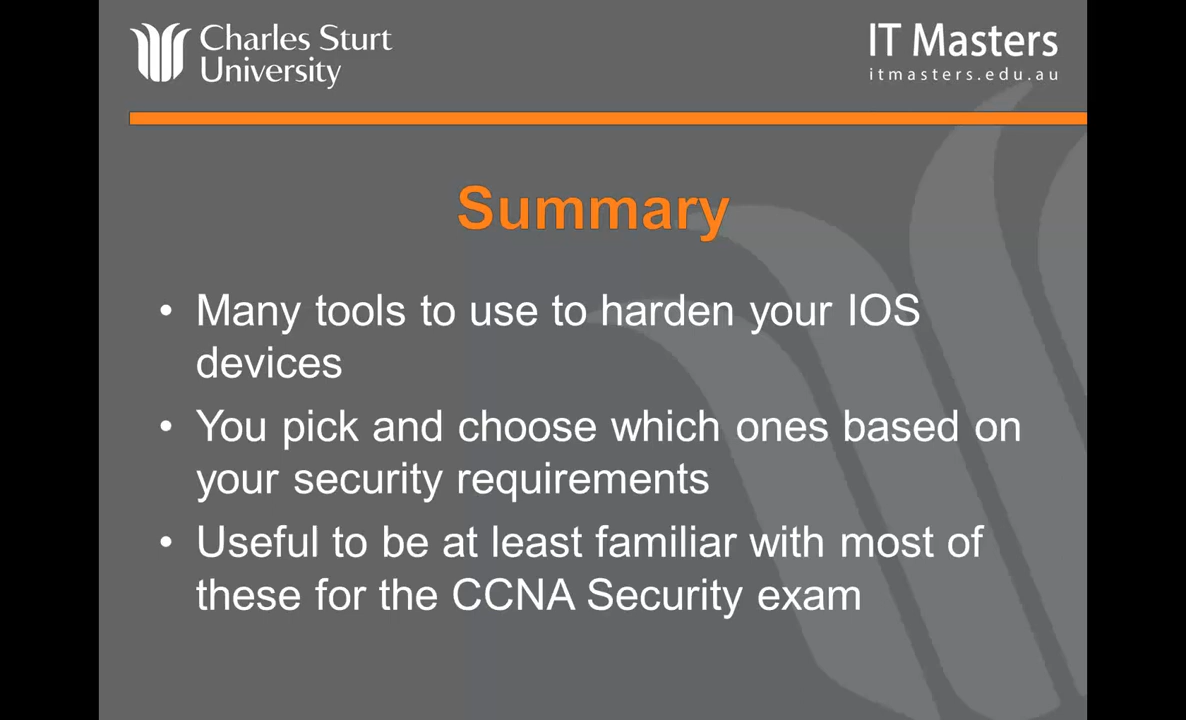 Charles Sturt
University
IT Masters
itmasters.edu.au
Summary
• Many tools to use to harden your IOS
devices
• You pick and choose which ones based on
your security requirements
• Useful to be at least familiar with most of
these for the CCNA Security exam